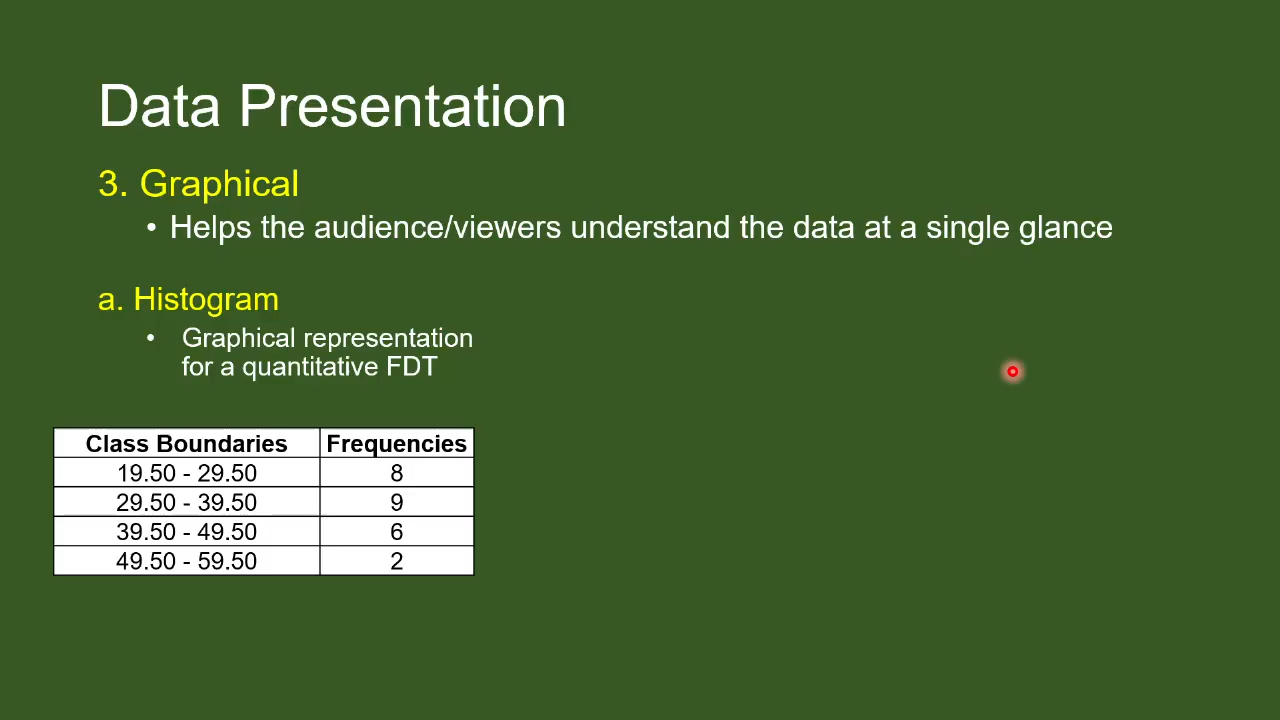 Data Presentation
3. Graphical
• Helps the audience/viewers understand the data at a single glance
a. Histogram
• Graphical representation
for a quantitative FDT
Class Boundaries Frequencies
19.50 - 29.50 8
29.50 - 39.50 9
39.50 - 49.50 6
49.50 - 59.50 2